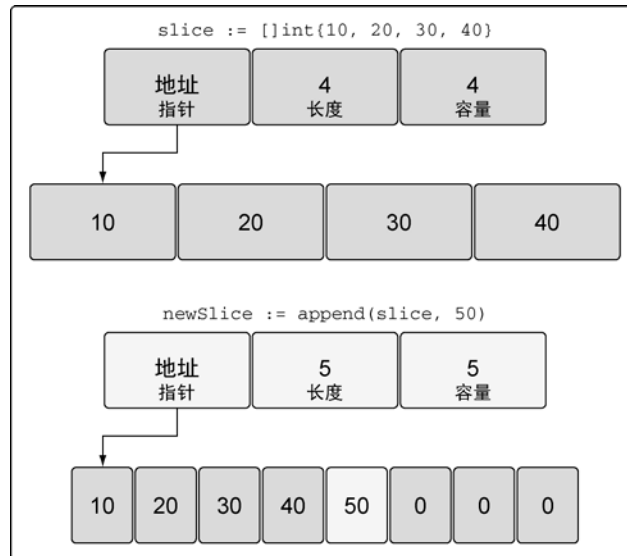 slice := []int{10, 20, 30, 40}
地址 4 4
指针 长度 容量
10 20 30 40
newSlice := append(slice, 50)
地址 5 5
指针 长度 容量
10 20 30 40 50 0 0 0